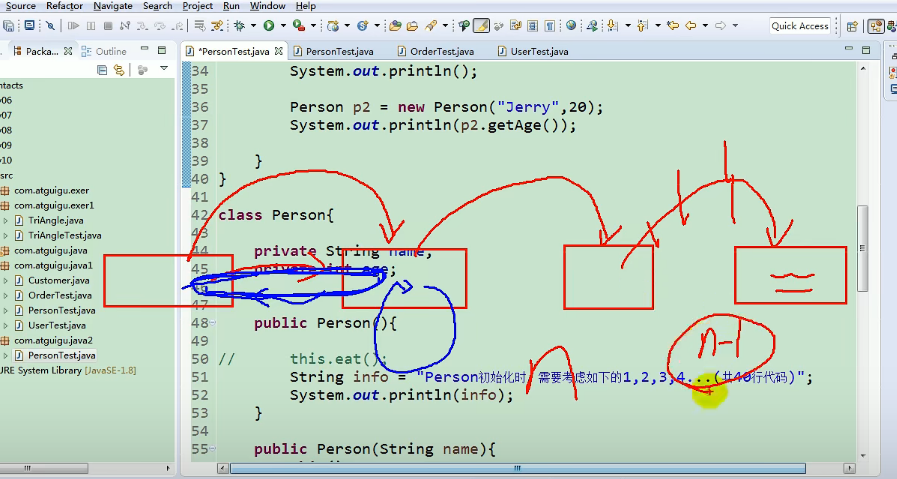 Source Refactor Navigate Search Project Run Window Help
Quick Access
Packa...
Outline
*PersonTest.java
PersonTest.java
OrderTest.java
UserTest.java
ntacts
06
07
08
09
10
src
com.atguigu.exer
com.atguigu.exer1
TriAngle.java
TriAngleTest.java
com.atguigu.java
com.atguigu.java1
Customer.java
OrderTest.java
PersonTest.java
UserTest.java
com.atguigu.java2
PersonTest.java
URE System Library [JavaSE-1.8]
34 System.out.println();
35
36 Person p2 = new Person("Jerry",20);
37 System.out.println(p2.getAge());
38
39 }
40 }
41
42 class Person{
43
44 private String name;
45 private int age;
46
47
48 public Person(){
49
50 // this.eat();
51 String info = "Person初始化时,需要考虑如下的1,2,3,4...(共40行代码)";
52 System.out.println(info);
53 }
54
55 public Person(String name){
n
n-1